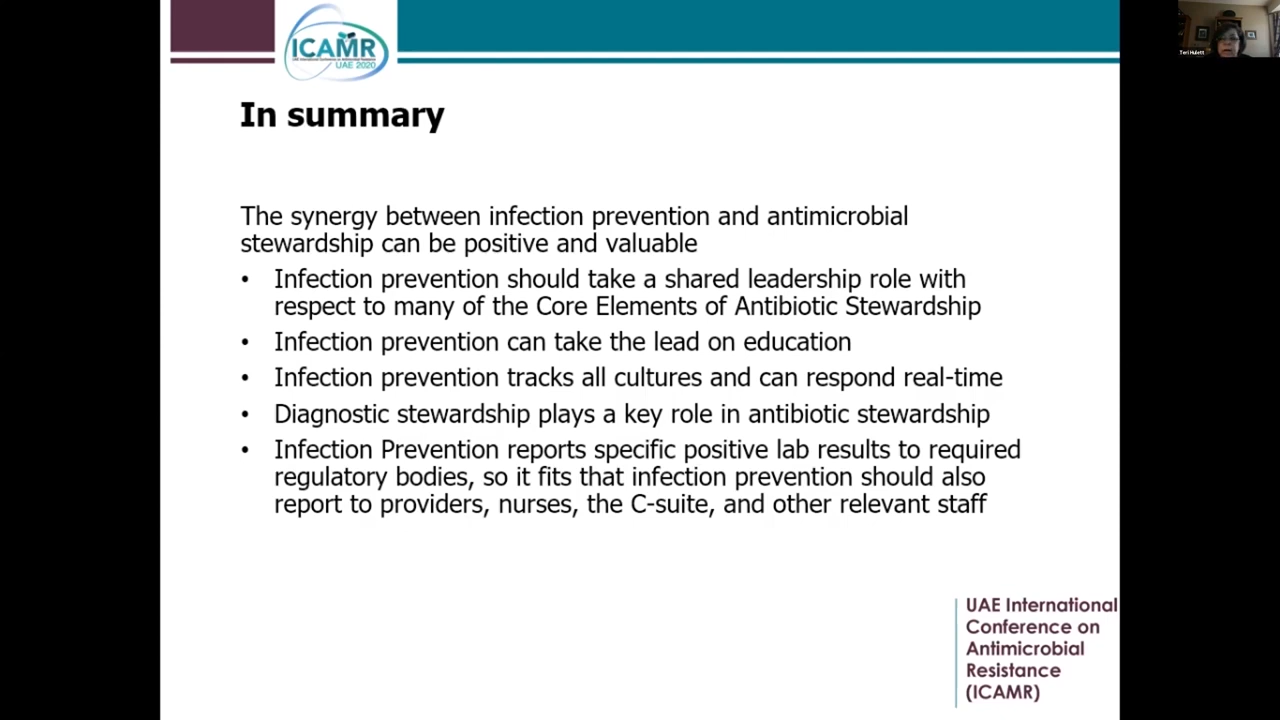 ICAMR
UAE 2020
Teri Hulett
In summary
The synergy between infection prevention and antimicrobial
stewardship can be positive and valuable
• Infection prevention should take a shared leadership role with
respect to many of the Core Elements of Antibiotic Stewardship
• Infection prevention can take the lead on education
• Infection prevention tracks all cultures and can respond real-time
• Diagnostic stewardship plays a key role in antibiotic stewardship
• Infection Prevention reports specific positive lab results to required
regulatory bodies, so it fits that infection prevention should also
report to providers, nurses, the C-suite, and other relevant staff
UAE International
Conference on
Antimicrobial
Resistance
(ICAMR)